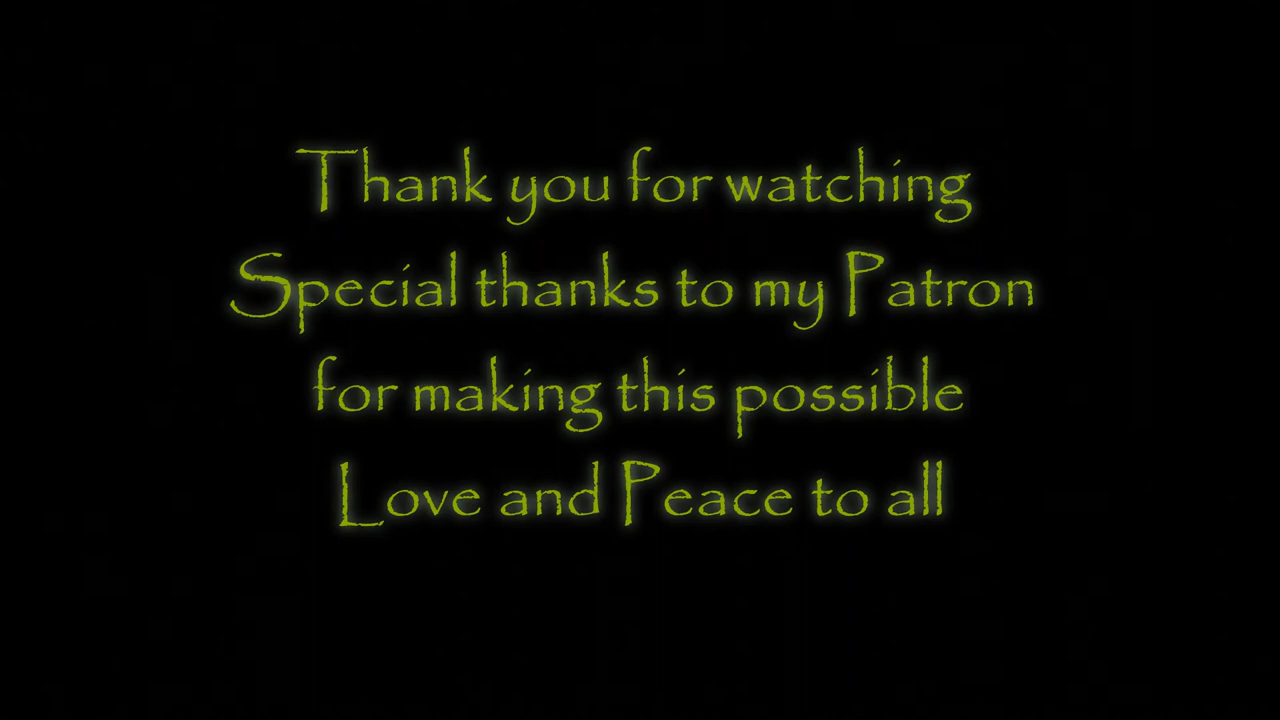 Thank you for watching
Special thanks to my Patron
for making this possible
Love and Peace to all